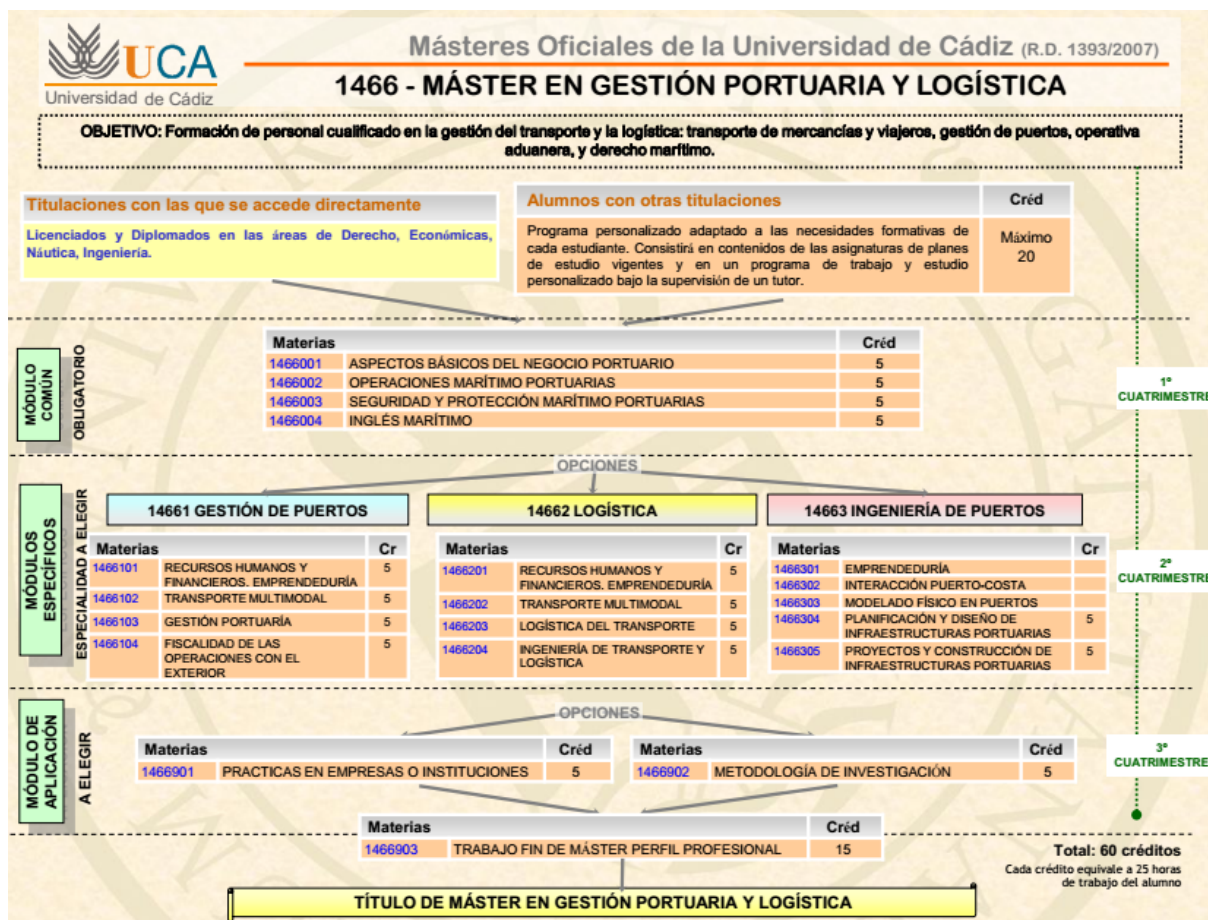 UCA
Universidad de Cádiz
Másteres Oficiales de la Universidad de Cádiz (R.D. 1393/2007)
1466 - MÁSTER EN GESTIÓN PORTUARIA Y LOGÍSTICA
OBJETIVO: Formación de personal cualificado en la gestión del transporte y la logística: transporte de mercancías y viajeros, gestión de puertos, operativa
aduanera, y derecho marítimo.
Titulaciones con las que se accede directamente
Licenciados y Diplomados en las áreas de Derecho, Económicas,
Náutica, Ingeniería.
Alumnos con otras titulaciones Créd
Programa personalizado adaptado a las necesidades formativas de
cada estudiante. Consistirá en contenidos de las asignaturas de planes
de estudio vigentes y en un programa de trabajo y estudio
personalizado bajo la supervisión de un tutor.
Máximo
20
MÓDULO
COMÚN
OBLIGATORIO
Materias Créd
1466001 ASPECTOS BÁSICOS DEL NEGOCIO PORTUARIO 5
1466002 OPERACIONES MARÍTIMO PORTUARIAS 5
1466003 SEGURIDAD Y PROTECCIÓN MARÍTIMO PORTUARIAS 5
1466004 INGLÉS MARÍTIMO 5
1º
CUATRIMESTRE
OPCIONES
MÓDULOS
ESPECÍFICOS
ESPECIALIDAD A ELEGIR
14661 GESTIÓN DE PUERTOS
Materias Cr
1466101 RECURSOS HUMANOS Y
FINANCIEROS. EMPRENDEDURÍA 5
1466102 TRANSPORTE MULTIMODAL 5
1466103 GESTIÓN PORTUARÍA 5
1466104 FISCALIDAD DE LAS
OPERACIONES CON EL
EXTERIOR 5
14662 LOGÍSTICA
Materias Cr
1466201 RECURSOS HUMANOS Y
FINANCIEROS. EMPRENDEDURÍA 5
1466202 TRANSPORTE MULTIMODAL 5
1466203 LOGÍSTICA DEL TRANSPORTE 5
1466204 INGENIERÍA DE TRANSPORTE Y
LOGÍSTICA 5
14663 INGENIERÍA DE PUERTOS
Materias Cr
1466301 EMPRENDEDURÍA
1466302 INTERACCIÓN PUERTO-COSTA
1466303 MODELADO FÍSICO EN PUERTOS
1466304 PLANIFICACIÓN Y DISEÑO DE
INFRAESTRUCTURAS PORTUARIAS 5
1466305 PROYECTOS Y CONSTRUCCIÓN DE
INFRAESTRUCTURAS PORTUARIAS 5
2º
CUATRIMESTRE
OPCIONES
MÓDULO DE
APLICACIÓN
A ELEGIR
Materias Créd
1466901 PRACTICAS EN EMPRESAS O INSTITUCIONES 5
Materias Créd
1466902 METODOLOGÍA DE INVESTIGACIÓN 5
3º
CUATRIMESTRE
Materias Créd
1466903 TRABAJO FIN DE MÁSTER PERFIL PROFESIONAL 15
Total: 60 créditos
Cada crédito equivale a 25 horas
de trabajo del alumno
TÍTULO DE MÁSTER EN GESTIÓN PORTUARIA Y LOGÍSTICA